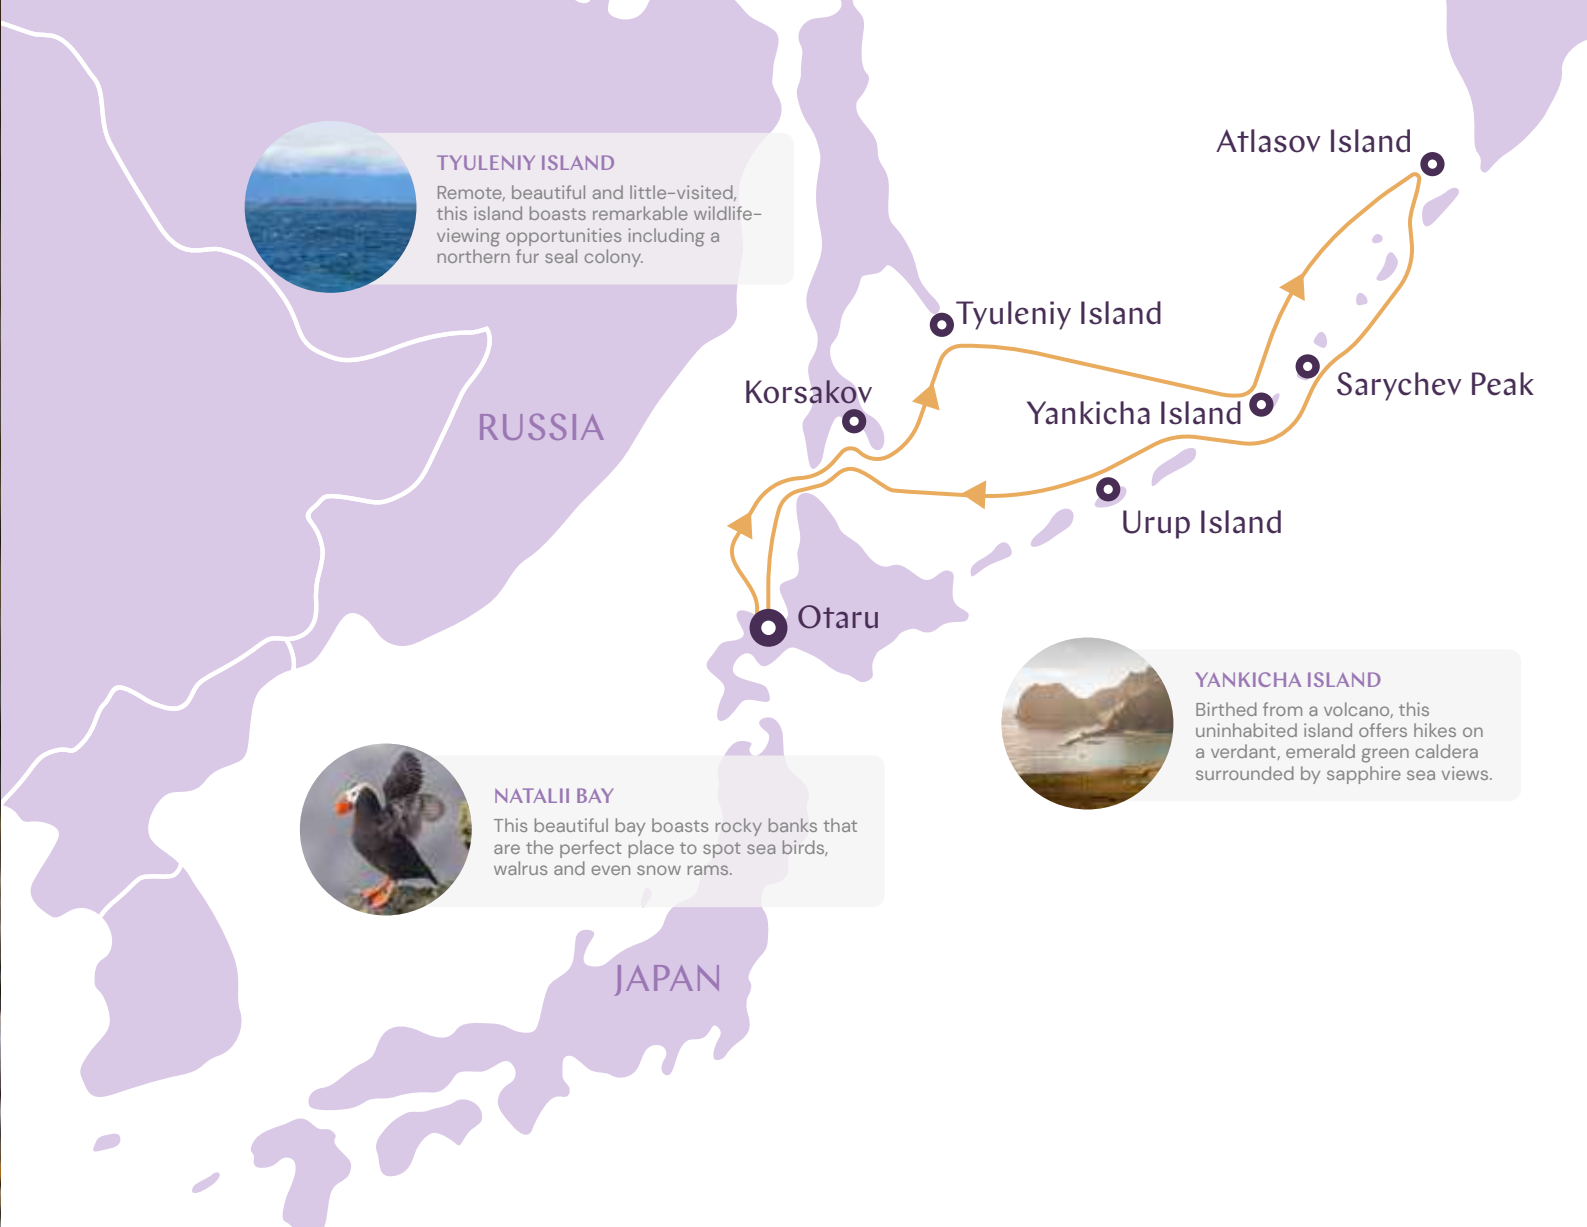 TYULENIY ISLAND
Remote, beautiful and little-visited,
this island boasts remarkable wildlife-
viewing opportunities including a
northern fur seal colony.
Atlasov Island
Tyuleniy Island
Korsakov
Sarychev Peak
Yankicha Island
RUSSIA
Urup Island
Otaru
YANKICHA ISLAND
Birthed from a volcano, this
uninhabited island offers hikes on
a verdant, emerald green caldera
surrounded by sapphire sea views.
NATALII BAY
This beautiful bay boasts rocky banks that
are the perfect place to spot sea birds,
walrus and even snow rams.
JAPAN